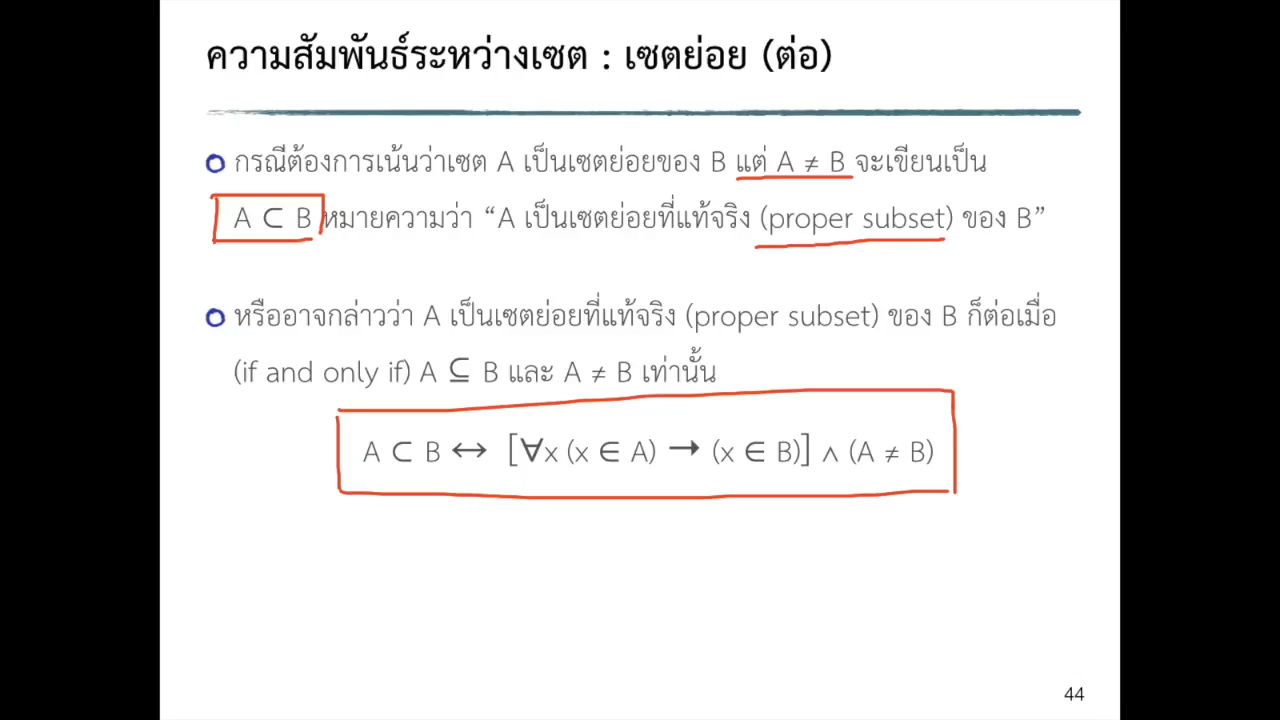 ความสัมพันธ์ระหว่างเซต : เซตย่อย (ต่อ)
กรณีต้องการเน้นว่าเซต A เป็นเซตย่อยของ B แต่ A ≠ B จะเขียนเป็น
A ⊂ B หมายความว่า “A เป็นเซตย่อยที่แท้จริง (proper subset) ของ B”
หรืออาจกล่าวว่า A เป็นเซตย่อยที่แท้จริง (proper subset) ของ B ก็ต่อเมื่อ
(if and only if) A ⊆ B และ A ≠ B เท่านั้น
A ⊂ B ↔ [∀x (x ∈ A) → (x ∈ B)] ∧ (A ≠ B)
44